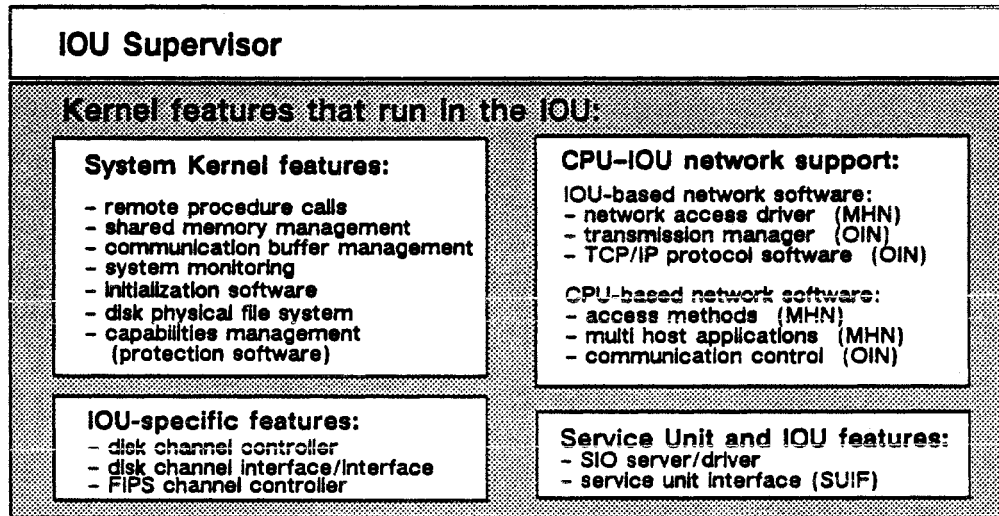 IOU Supervisor
Kernel features that run in the IOU:
System Kernel features:
- remote procedure calls
- shared memory management
- communication buffer management
- system monitoring
- initialization software
- disk physical file system
- capabilities management
(protection software)
IOU-specific features:
- disk channel controller
- disk channel interface/interface
- FIPS channel controller
CPU-IOU network support:
IOU-based network software:
- network access driver (MHN)
- transmission manager (OIN)
- TCP/IP protocol software (OIN)
CPU-based network software:
- access methods (MHN)
- multi host applications (MHN)
- communication control (OIN)
Service Unit and IOU features:
- SIO server/driver
- service unit interface (SUIF)